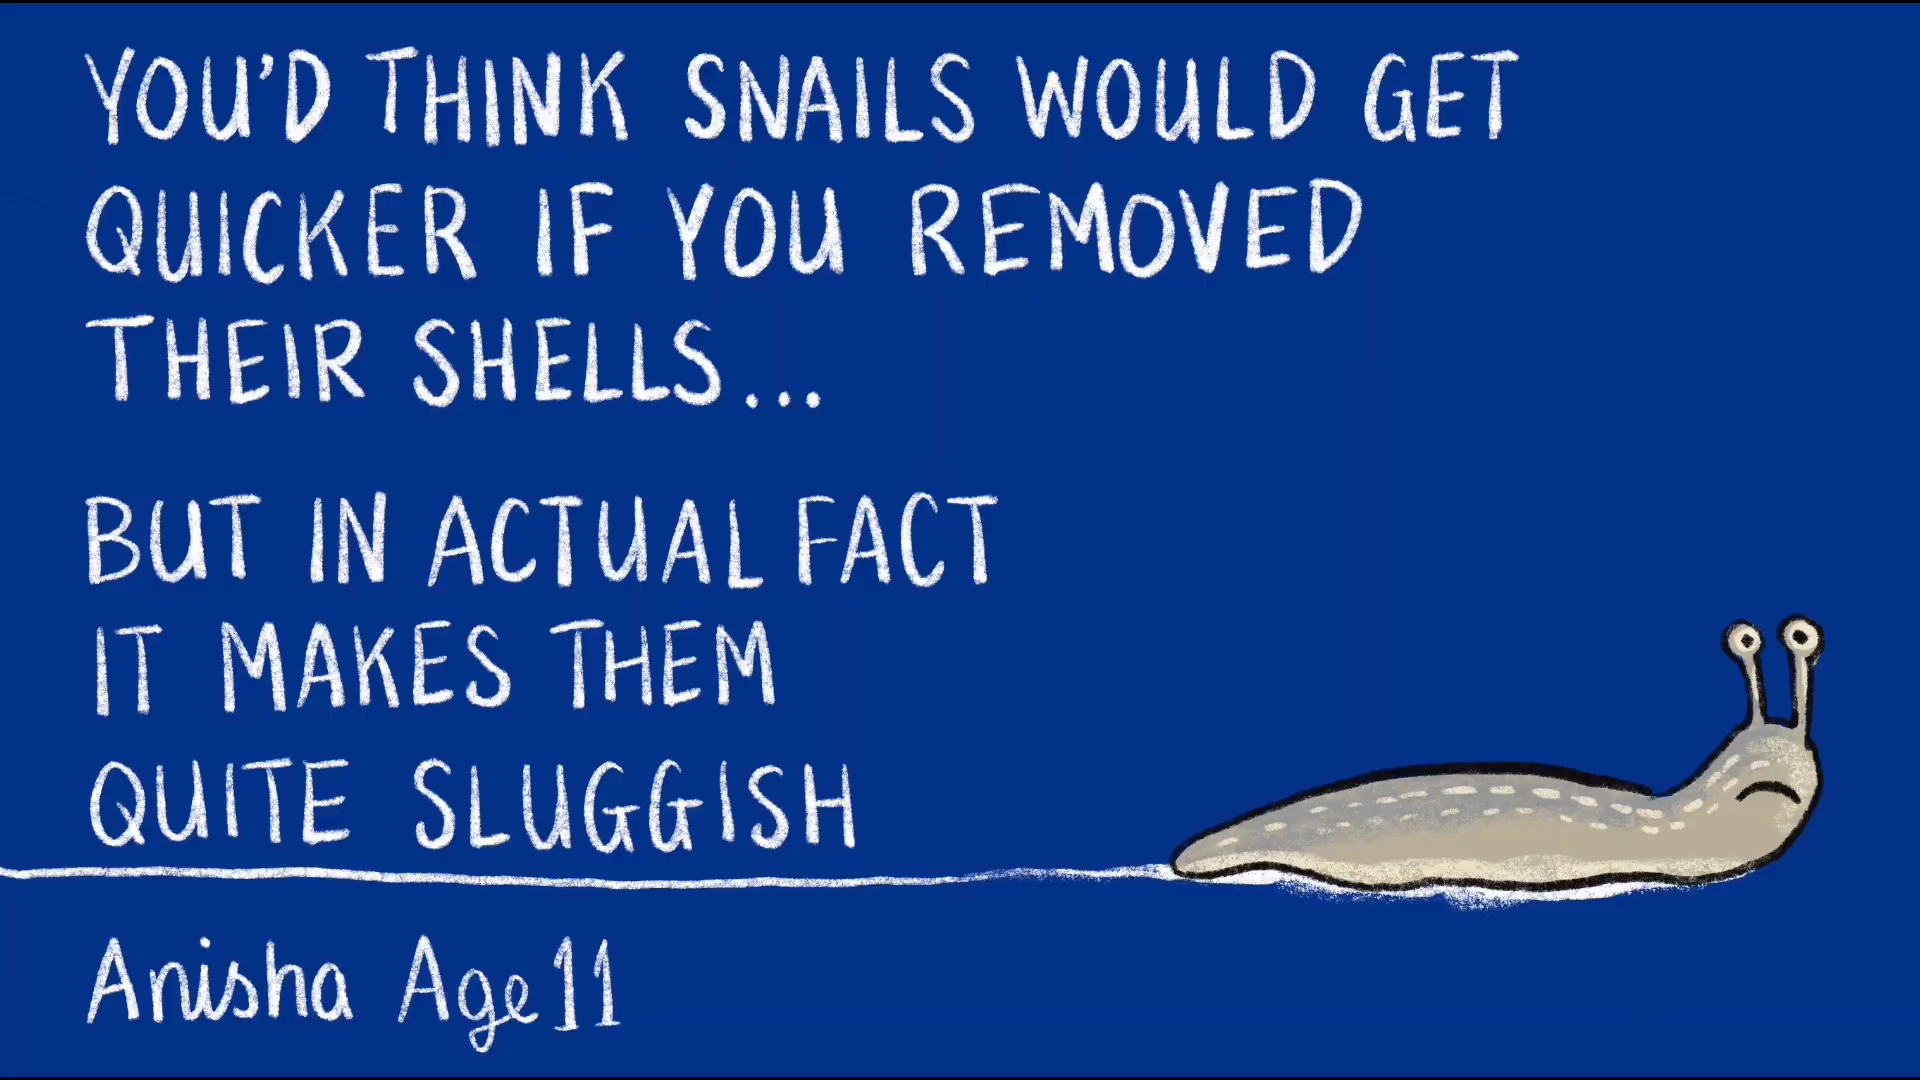 YOU'D THINK SNAILS WOULD GET
QUICKER IF YOU REMOVED
THEIR SHELLS...
BUT IN ACTUAL FACT
IT MAKES THEM
QUITE SLUGGISH
Anisha Age 11